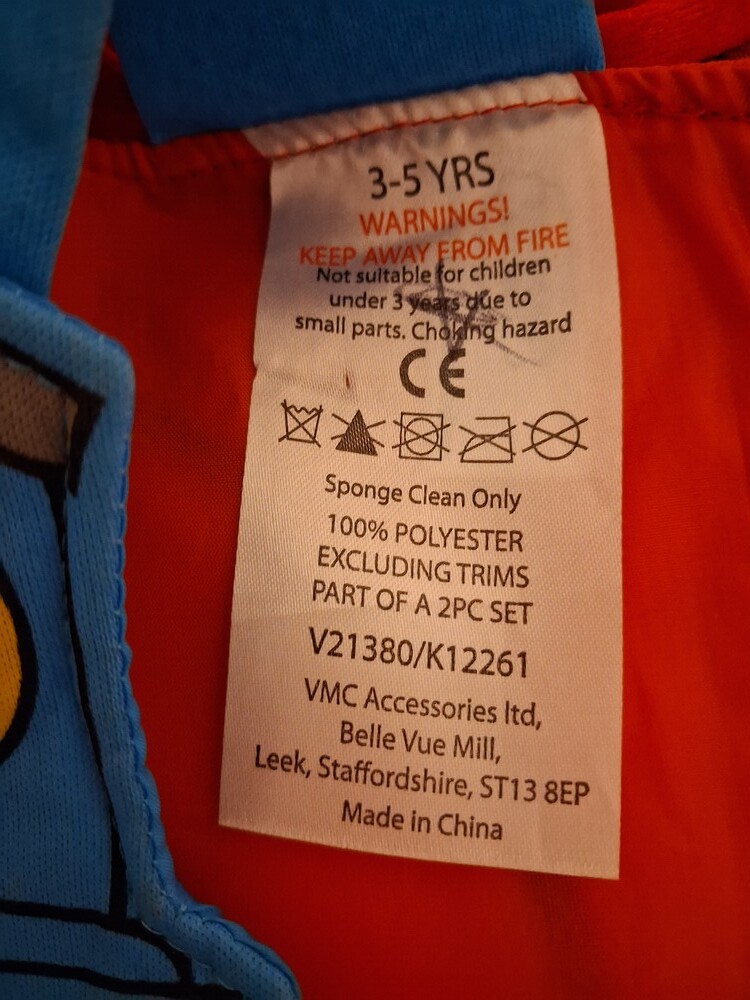 3-5 YRS
WARNINGS!
KEEP AWAY FROM FIRE
Not suitable for children
under 3 years due to
small parts. Choking hazard
CE
Sponge Clean Only
100% POLYESTER
EXCLUDING TRIMS
PART OF A 2PC SET
V21380/K12261
VMC Accessories ltd,
Belle Vue Mill,
Leek, Staffordshire, ST13 8EP
Made in China